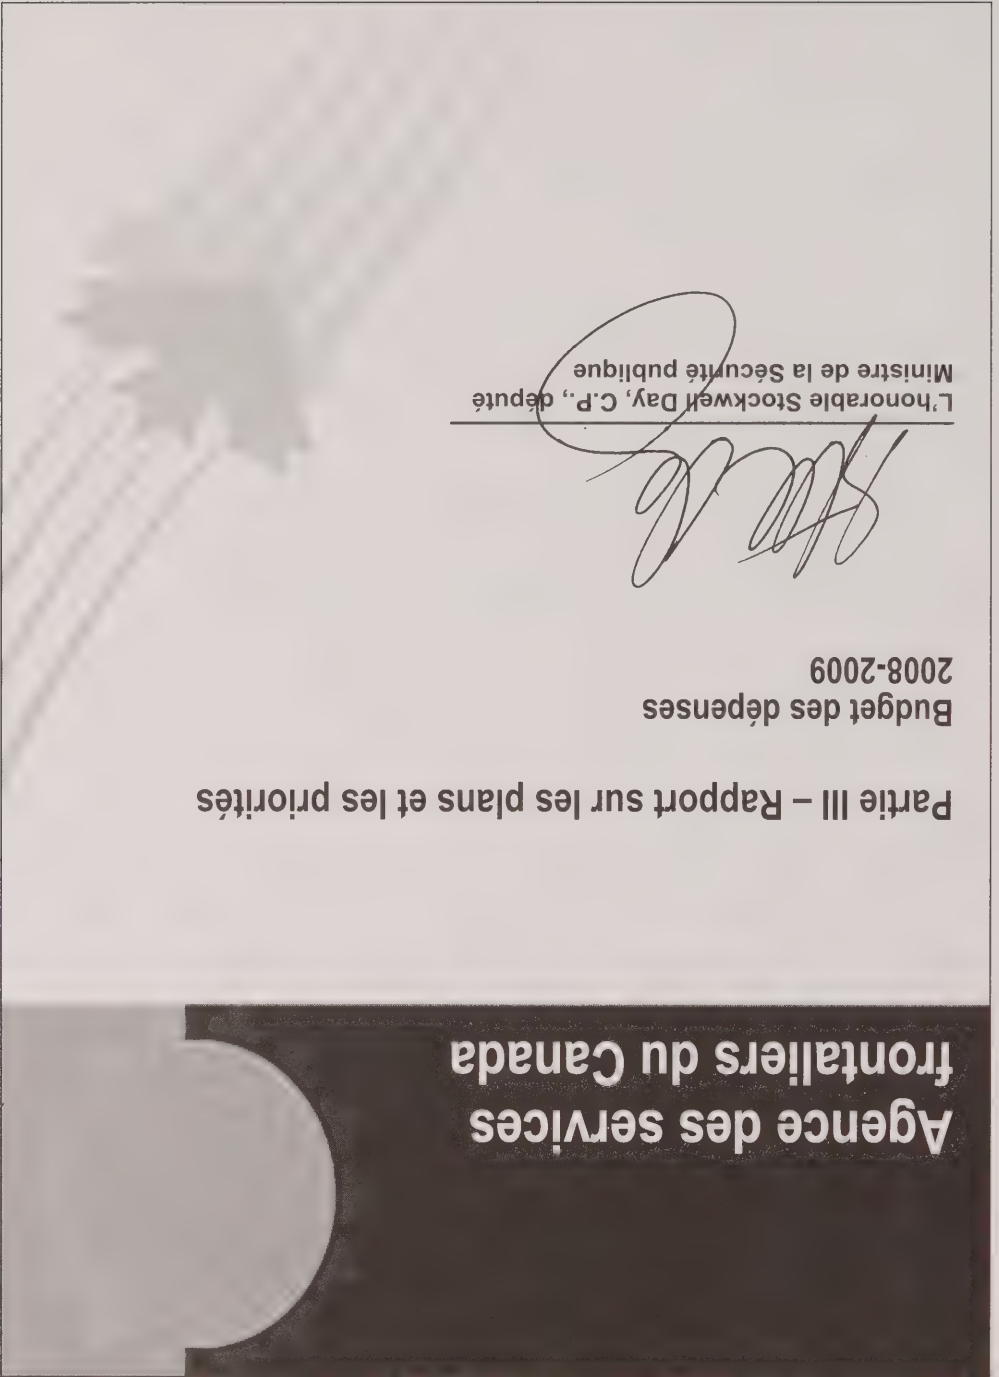 Agence des services
frontaliers du Canada
Partie III – Rapport sur les plans et les priorités
Budget des dépenses
2008-2009
L'honorable Stockwell Day, C.P., député
Ministre de la Sécurité publique